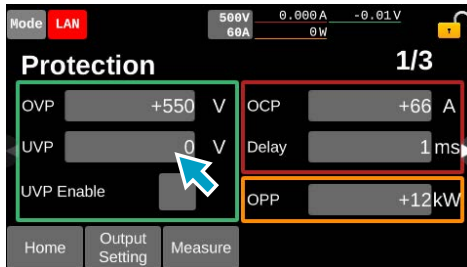 Mode LAN 500V 60A 0.000A -0.01V 0W
Protection 1/3
OVP +550 V
UVP 0 V
UVP Enable
OCP +66 A
Delay 1 ms
OPP +12 kW
Home Output Setting Measure